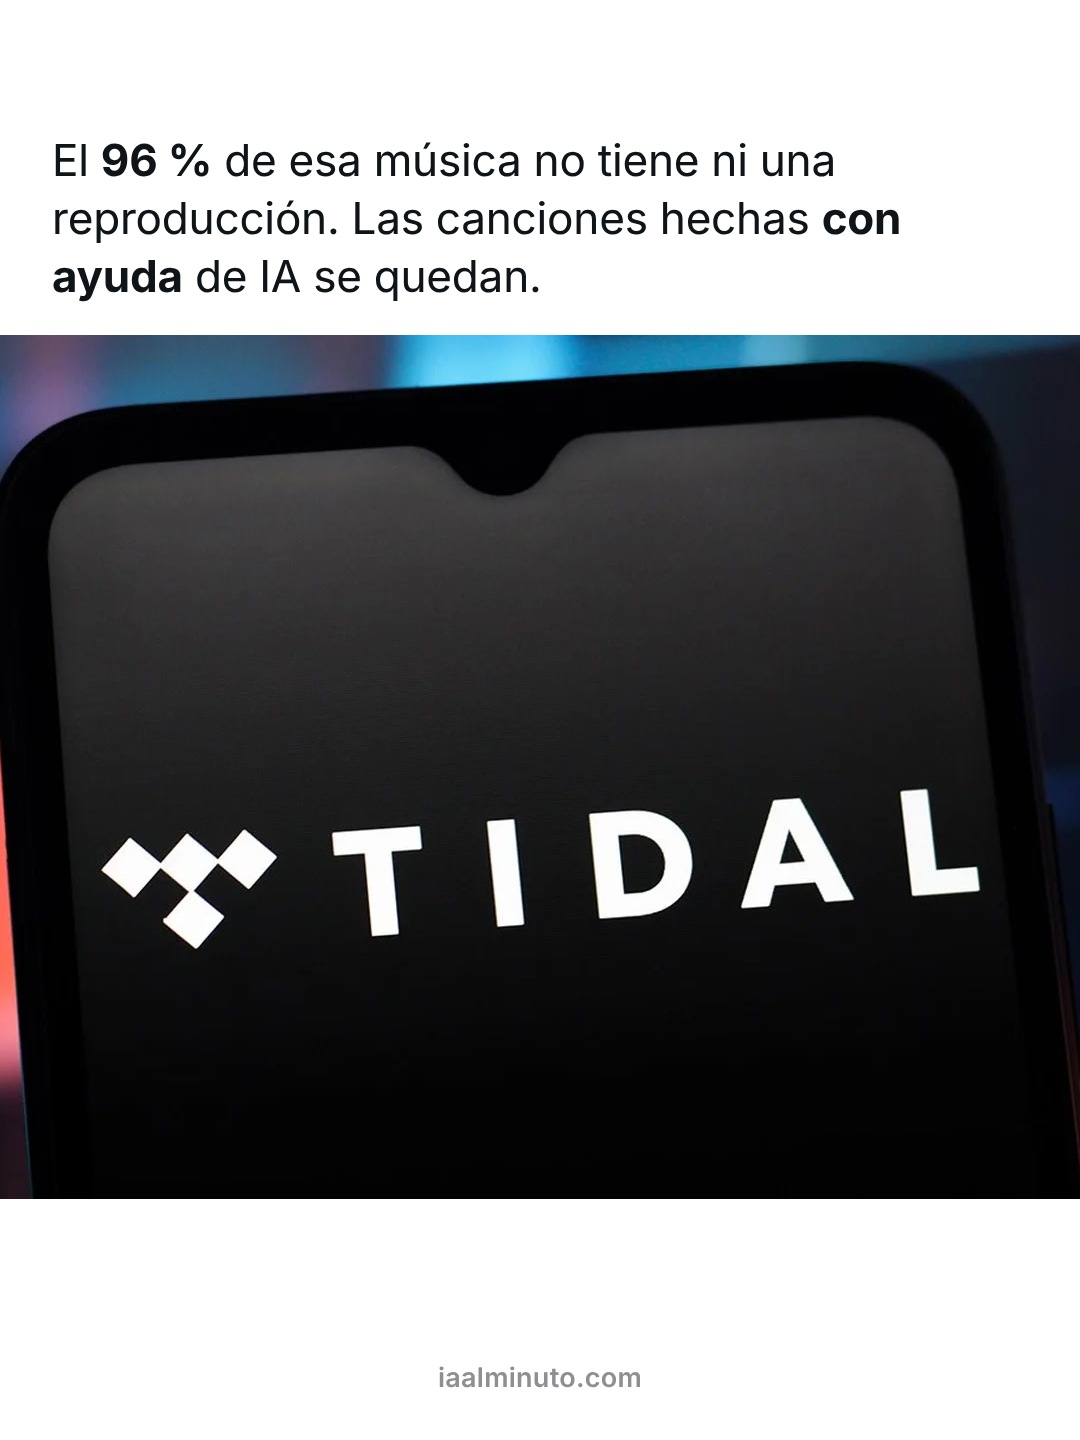 El 96 % de esa música no tiene ni una
reproducción. Las canciones hechas con
ayuda de IA se quedan.
TIDAL
iaalminuto.com